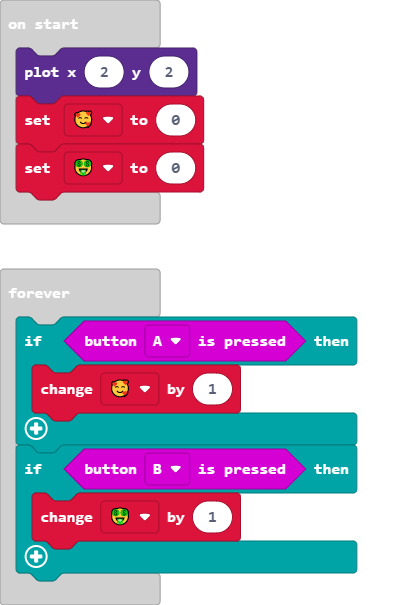 on start
plot x 2 y 2
set 🥰 to 0
set 🤑 to 0
forever
if button A is pressed then
change 🥰 by 1
if button B is pressed then
change 🤑 by 1